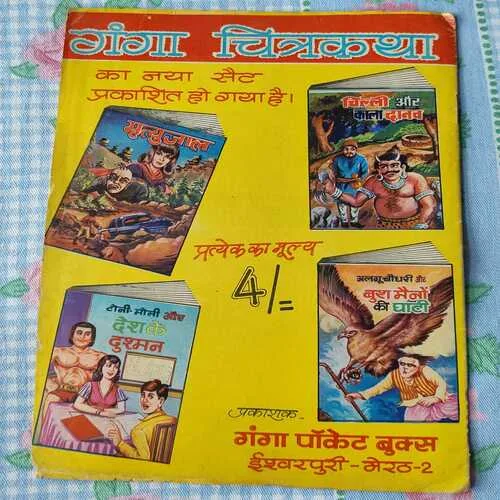 गंगा चित्रकथा
का नया सैट
प्रकाशित हो गया है।
मृत्युजाल
चिल्ली और
काला दानव
प्रत्येक का मूल्य
4/=
टोनी-मोनी और
देश के
दुश्मन
अलगू चौधरी और
बुरा मैनों
की घाटी
प्रकाशक-
गंगा पॉकेट बुक्स
ईश्वरपुरी - मेरठ-2